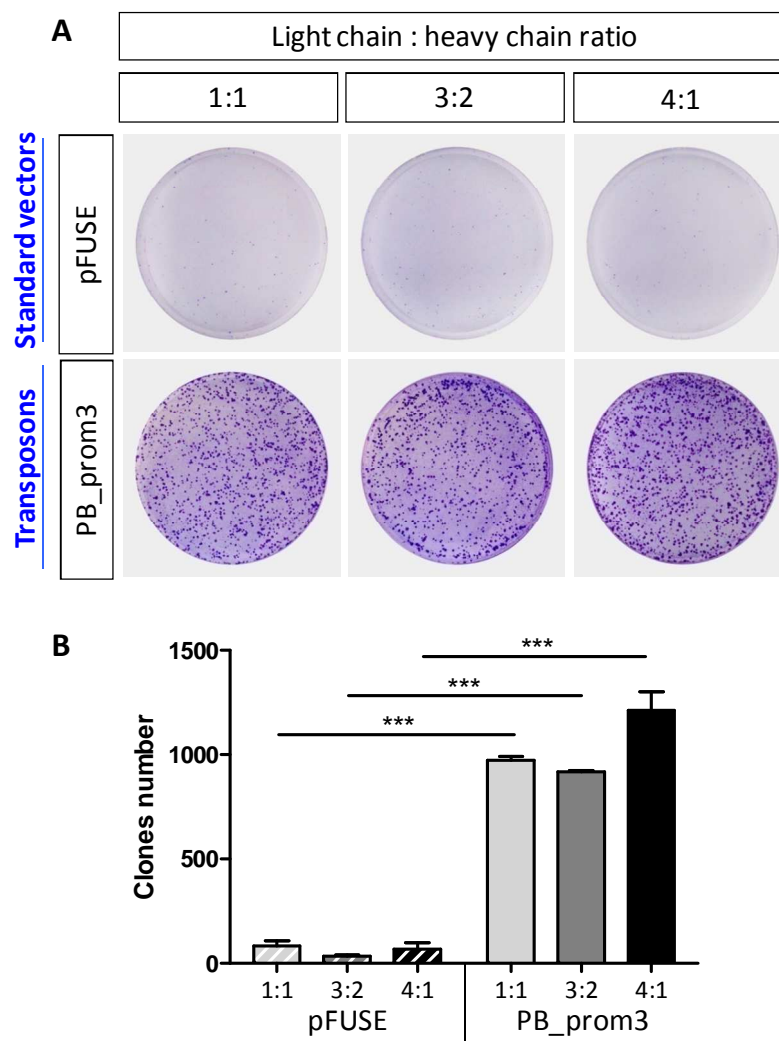 A
Light chain : heavy chain ratio
1:1 3:2 4:1
Standard vectors
pFUSE
Transposons
PB_prom3
B
Clones number
1500
1000
500
0
***
***
***
1:1 3:2 4:1 1:1 3:2 4:1
pFUSE PB_prom3